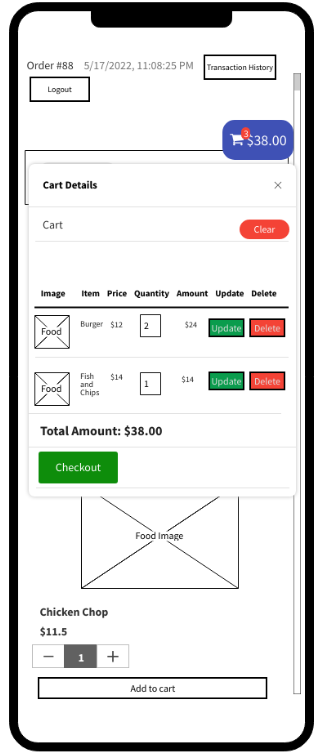 Order #88 5/17/2022, 11:08:25 PM Transaction History
Logout
3 $38.00
Cart Details ×
Cart Clear
Image Item Price Quantity Amount Update Delete
Food Burger $12 2 $24 Update Delete
Food Fish and Chips $14 1 $14 Update Delete
Total Amount: $38.00
Checkout
Food Image
Chicken Chop
$11.5
− 1 +
Add to cart